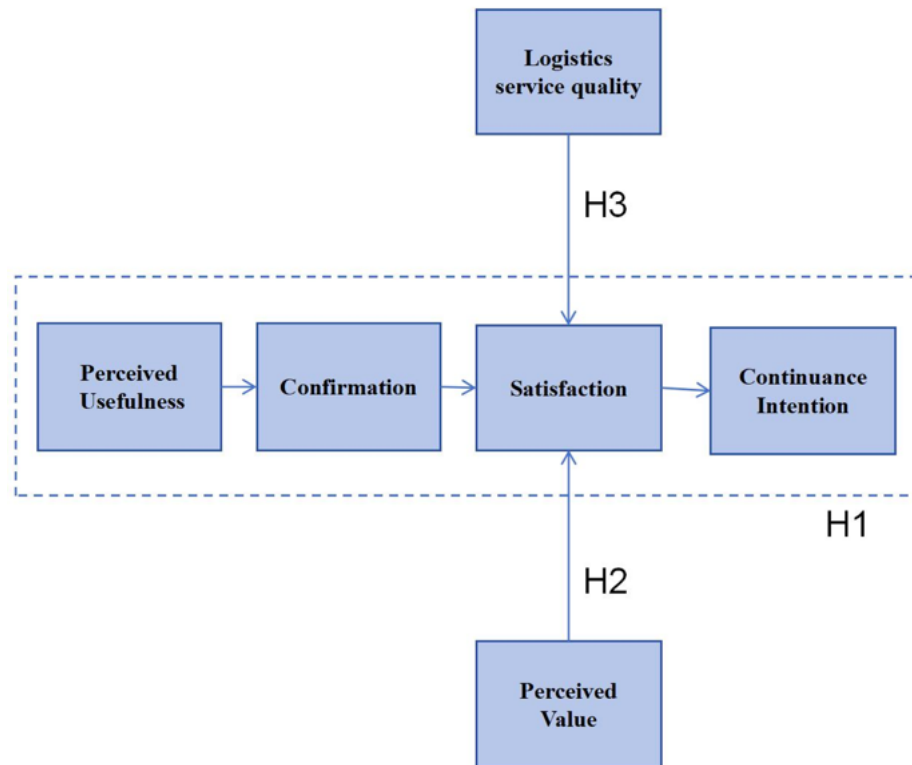 Logistics
service quality
H3
Perceived
Usefulness
Confirmation
Satisfaction
Continuance
Intention
H1
H2
Perceived
Value